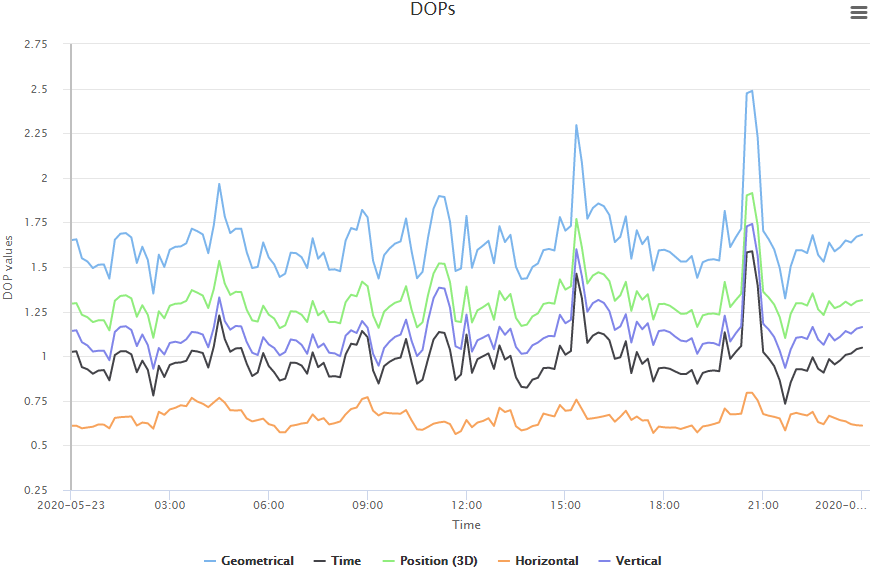 DOPs
2.75
2.5
2.25
2
1.75
1.5
1.25
1
0.75
0.5
0.25
DOP values
2020-05-23 03:00 06:00 09:00 12:00 15:00 18:00 21:00 2020-0...
Time
Geometrical Time Position (3D) Horizontal Vertical